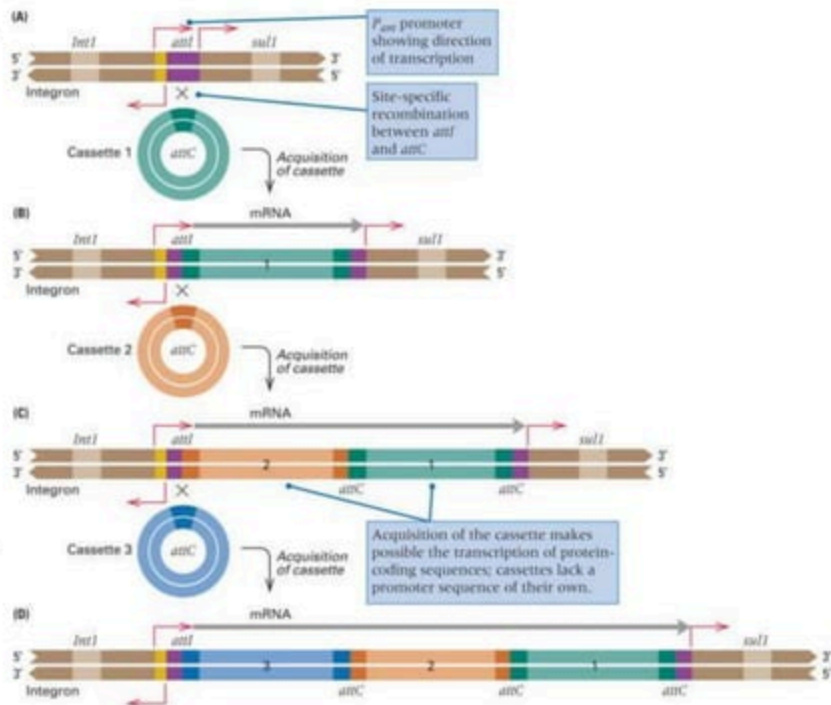 (A)
Int1 attI sul1
5' 3'
3' 5'
Integron
P_ant promoter
showing direction
of transcription
Site-specific
recombination
between attI
and attC
Cassette 1 attC
Acquisition
of cassette
(B)
mRNA
Int1 attI sul1
5' 1 3'
3' 5'
Integron
Cassette 2 attC
Acquisition
of cassette
(C)
mRNA
Int1 attI sul1
5' 2 1 3'
3' 5'
Integron attC attC
Cassette 3 attC
Acquisition
of cassette
Acquisition of the cassette makes
possible the transcription of protein-
coding sequences; cassettes lack a
promoter sequence of their own.
(D)
mRNA
Int1 attI sul1
5' 3 2 1 3'
3' 5'
Integron attC attC attC